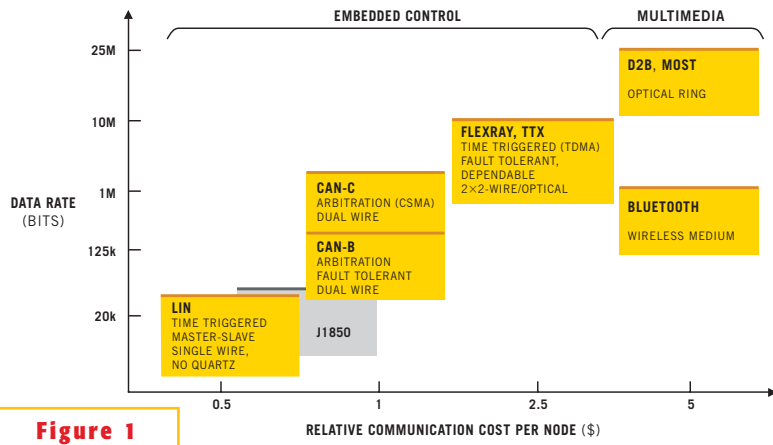 EMBEDDED CONTROL
MULTIMEDIA
25M
10M
1M
125k
20k
DATA RATE
(BITS)
D2B, MOST
OPTICAL RING
FLEXRAY, TTX
TIME TRIGGERED (TDMA)
FAULT TOLERANT,
DEPENDABLE
2×2-WIRE/OPTICAL
CAN-C
ARBITRATION (CSMA)
DUAL WIRE
BLUETOOTH
WIRELESS MEDIUM
CAN-B
ARBITRATION
FAULT TOLERANT
DUAL WIRE
LIN
TIME TRIGGERED
MASTER-SLAVE
SINGLE WIRE,
NO QUARTZ
J1850
0.5
1
2.5
5
RELATIVE COMMUNICATION COST PER NODE ($)
Figure 1